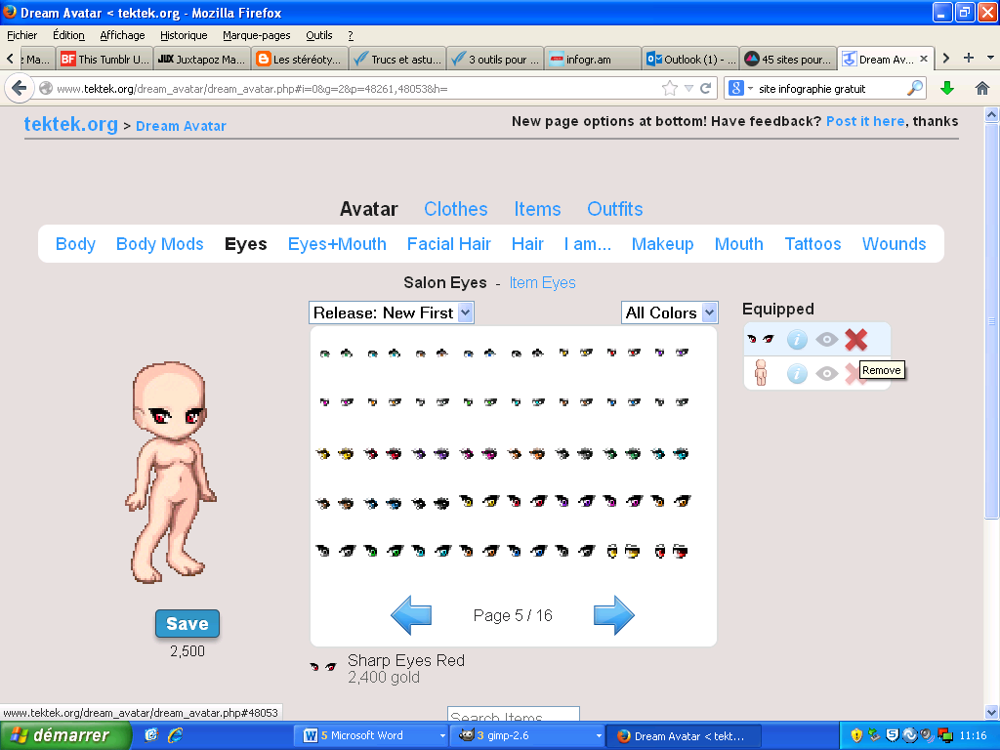 Dream Avatar < tektek.org - Mozilla Firefox
Fichier Édition Affichage Historique Marque-pages Outils ?
z Ma... BF This Tumblr U... JUX Juxtapoz Ma... Les stéréoty... Trucs et astu... 3 outils pour ... infogr.am Outlook (1) - ... 45 sites pour... Dream Av...
www.tektek.org/dream_avatar/dream_avatar.php#i=0&g=2&p=48261,48053&h= 8 site infographie gratuit
tektek.org > Dream Avatar New page options at bottom! Have feedback? Post it here, thanks
Avatar Clothes Items Outfits
Body Body Mods Eyes Eyes+Mouth Facial Hair Hair I am... Makeup Mouth Tattoos Wounds
Salon Eyes - Item Eyes
Release: New First All Colors Equipped
Remove
Save
2,500
Page 5 / 16
Sharp Eyes Red
2,400 gold
Search Items
www.tektek.org/dream_avatar/dream_avatar.php#48053
démarrer 5 Microsoft Word 3 gimp-2.6 Dream Avatar < tekt... 11:16